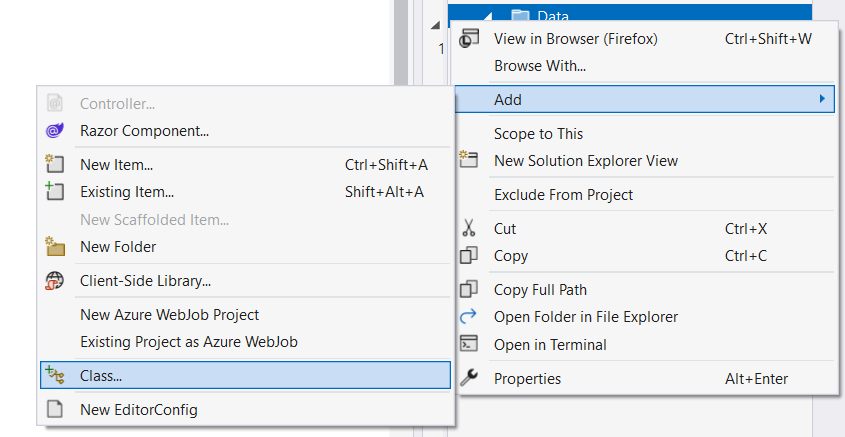 Data
1
View in Browser (Firefox) Ctrl+Shift+W
Browse With...
Add
Scope to This
New Solution Explorer View
Exclude From Project
Cut Ctrl+X
Copy Ctrl+C
Copy Full Path
Open Folder in File Explorer
Open in Terminal
Properties Alt+Enter
Controller...
Razor Component...
New Item... Ctrl+Shift+A
Existing Item... Shift+Alt+A
New Scaffolded Item...
New Folder
Client-Side Library...
New Azure WebJob Project
Existing Project as Azure WebJob
Class...
New EditorConfig